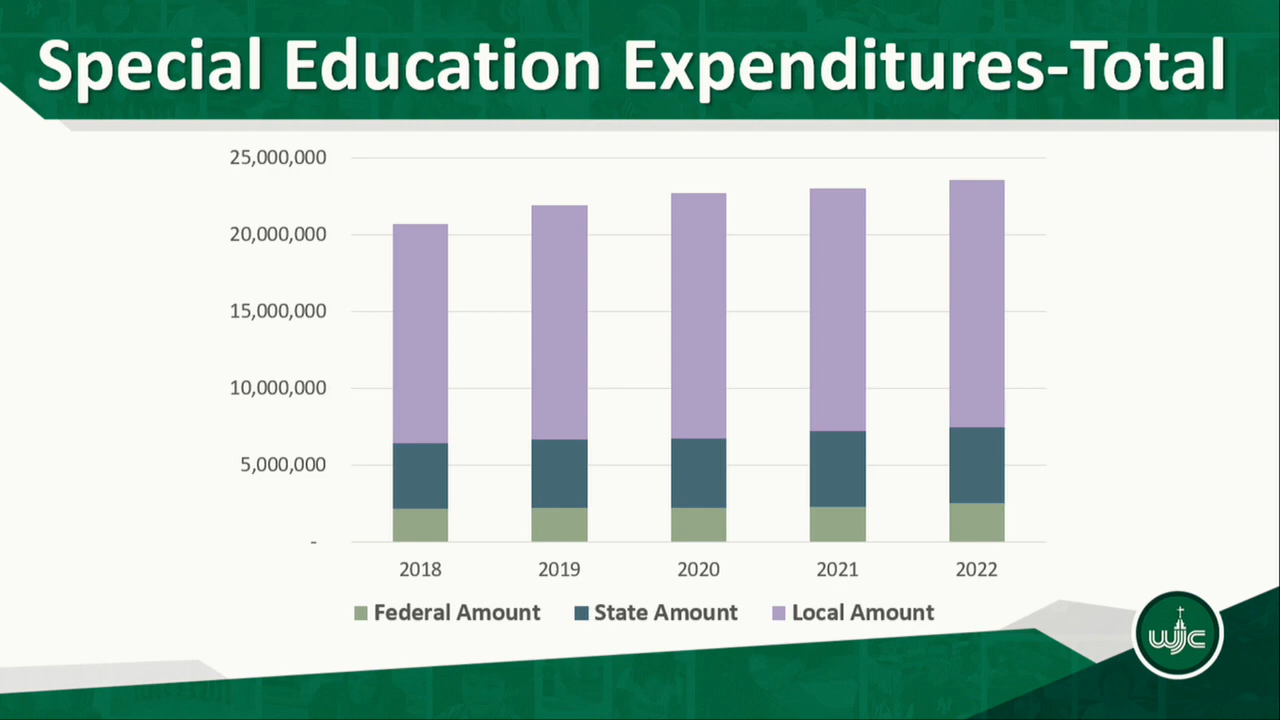 Special Education Expenditures-Total
25,000,000
20,000,000
15,000,000
10,000,000
5,000,000
-
2018 2019 2020 2021 2022
Federal Amount State Amount Local Amount
WJC